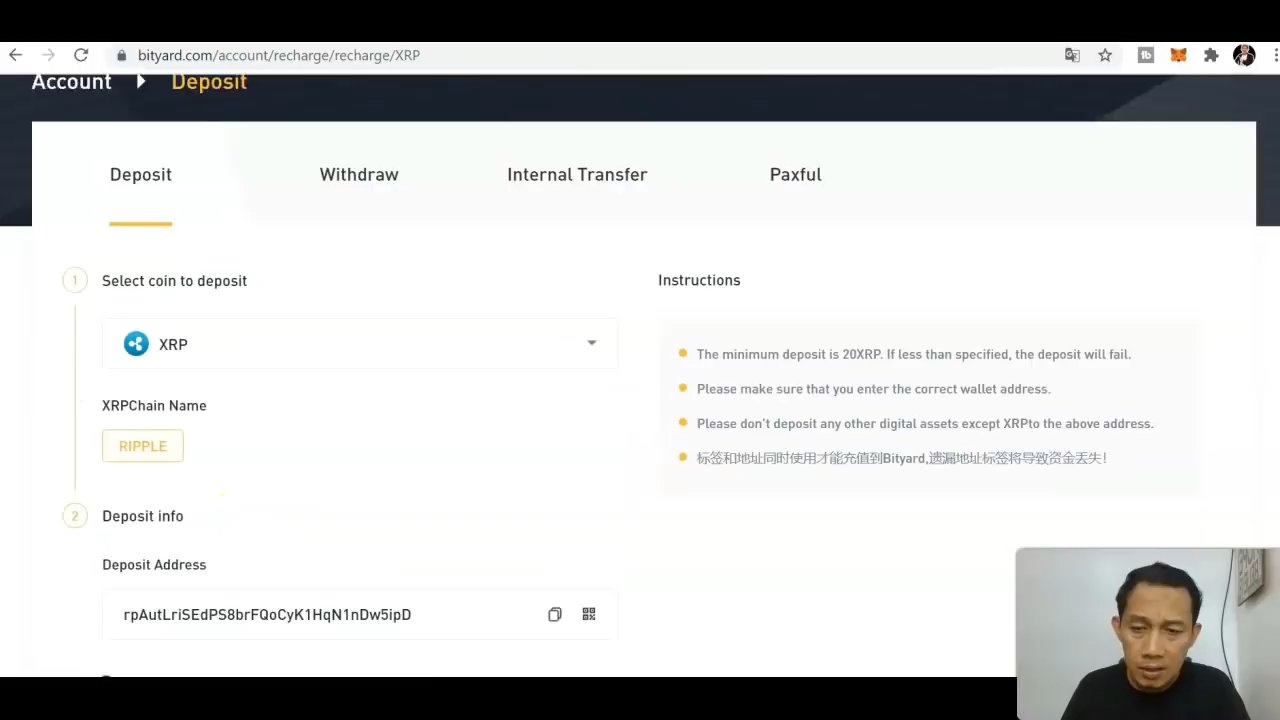 bityard.com/account/recharge/recharge/XRP
Account Deposit
Deposit Withdraw Internal Transfer Paxful
1 Select coin to deposit
XRP
XRPChain Name
RIPPLE
2 Deposit info
Deposit Address
rpAutLriSEdPS8brFQoCyK1HqN1nDw5ipD
Instructions
The minimum deposit is 20XRP. If less than specified, the deposit will fail.
Please make sure that you enter the correct wallet address.
Please don't deposit any other digital assets except XRPto the above address.
标签和地址同时使用才能充值到Bityard,遗漏地址标签将导致资金丢失!